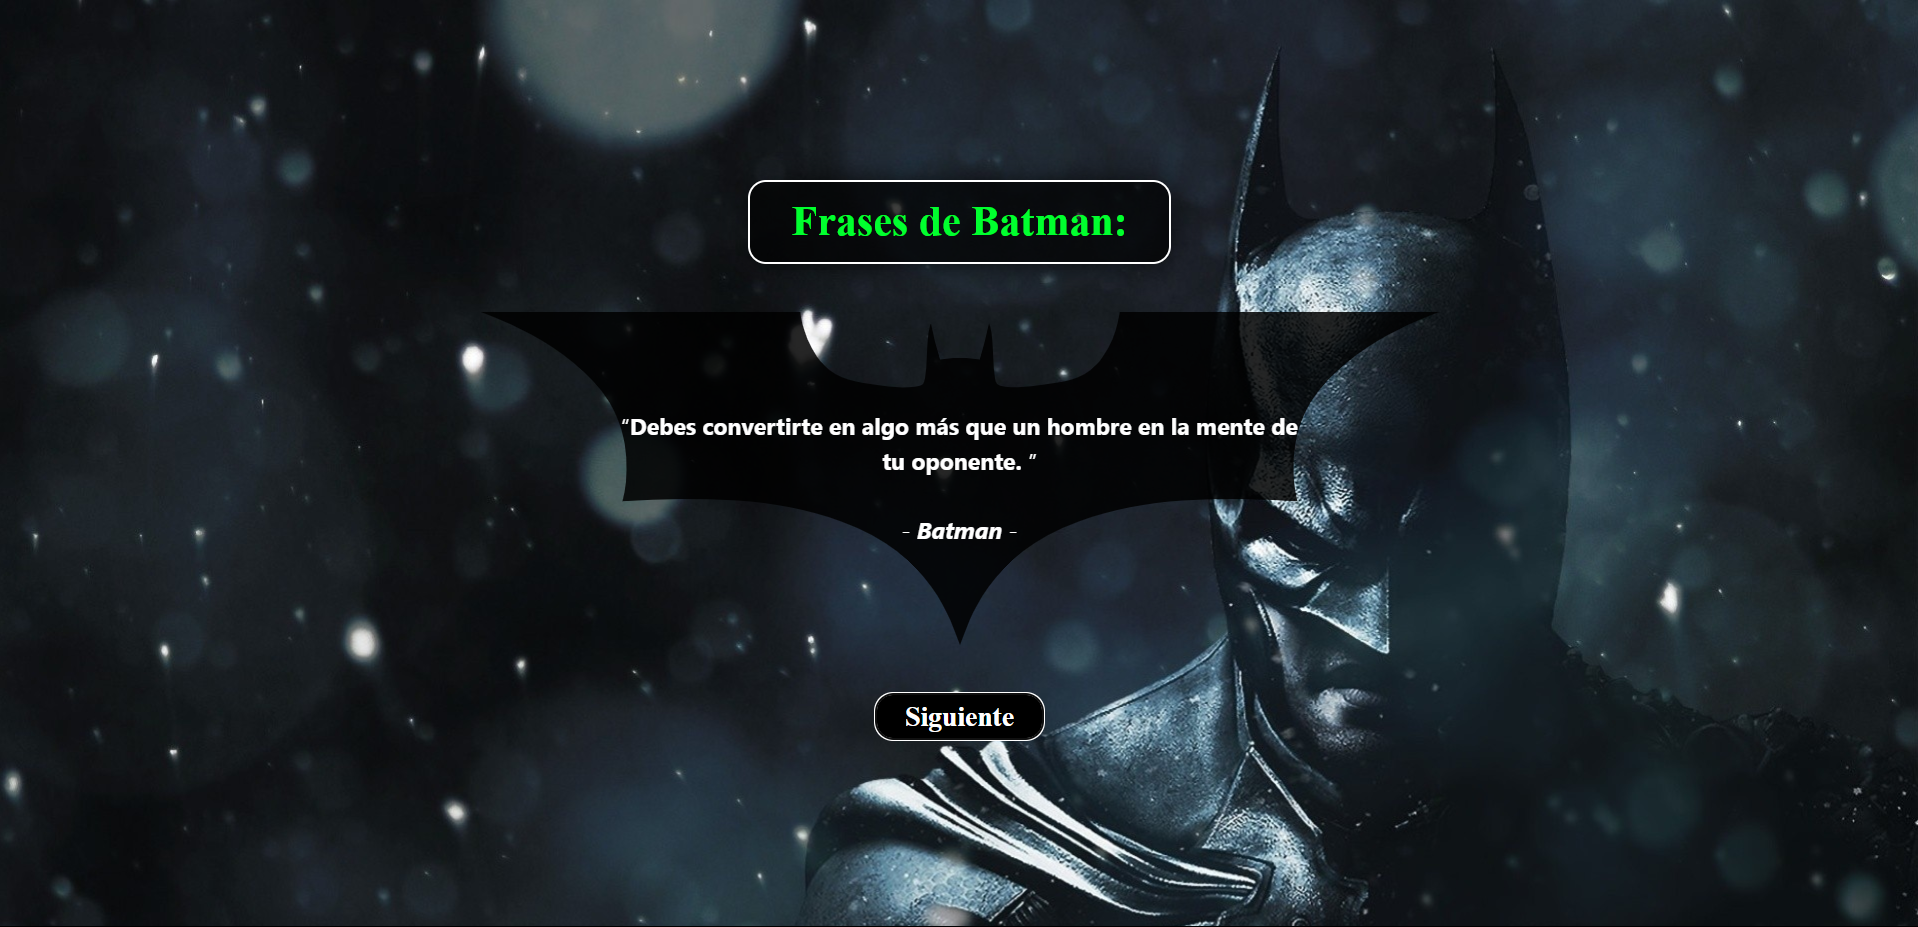 Frases de Batman:
"Debes convertirte en algo más que un hombre en la mente de
tu oponente. "
- Batman -
Siguiente